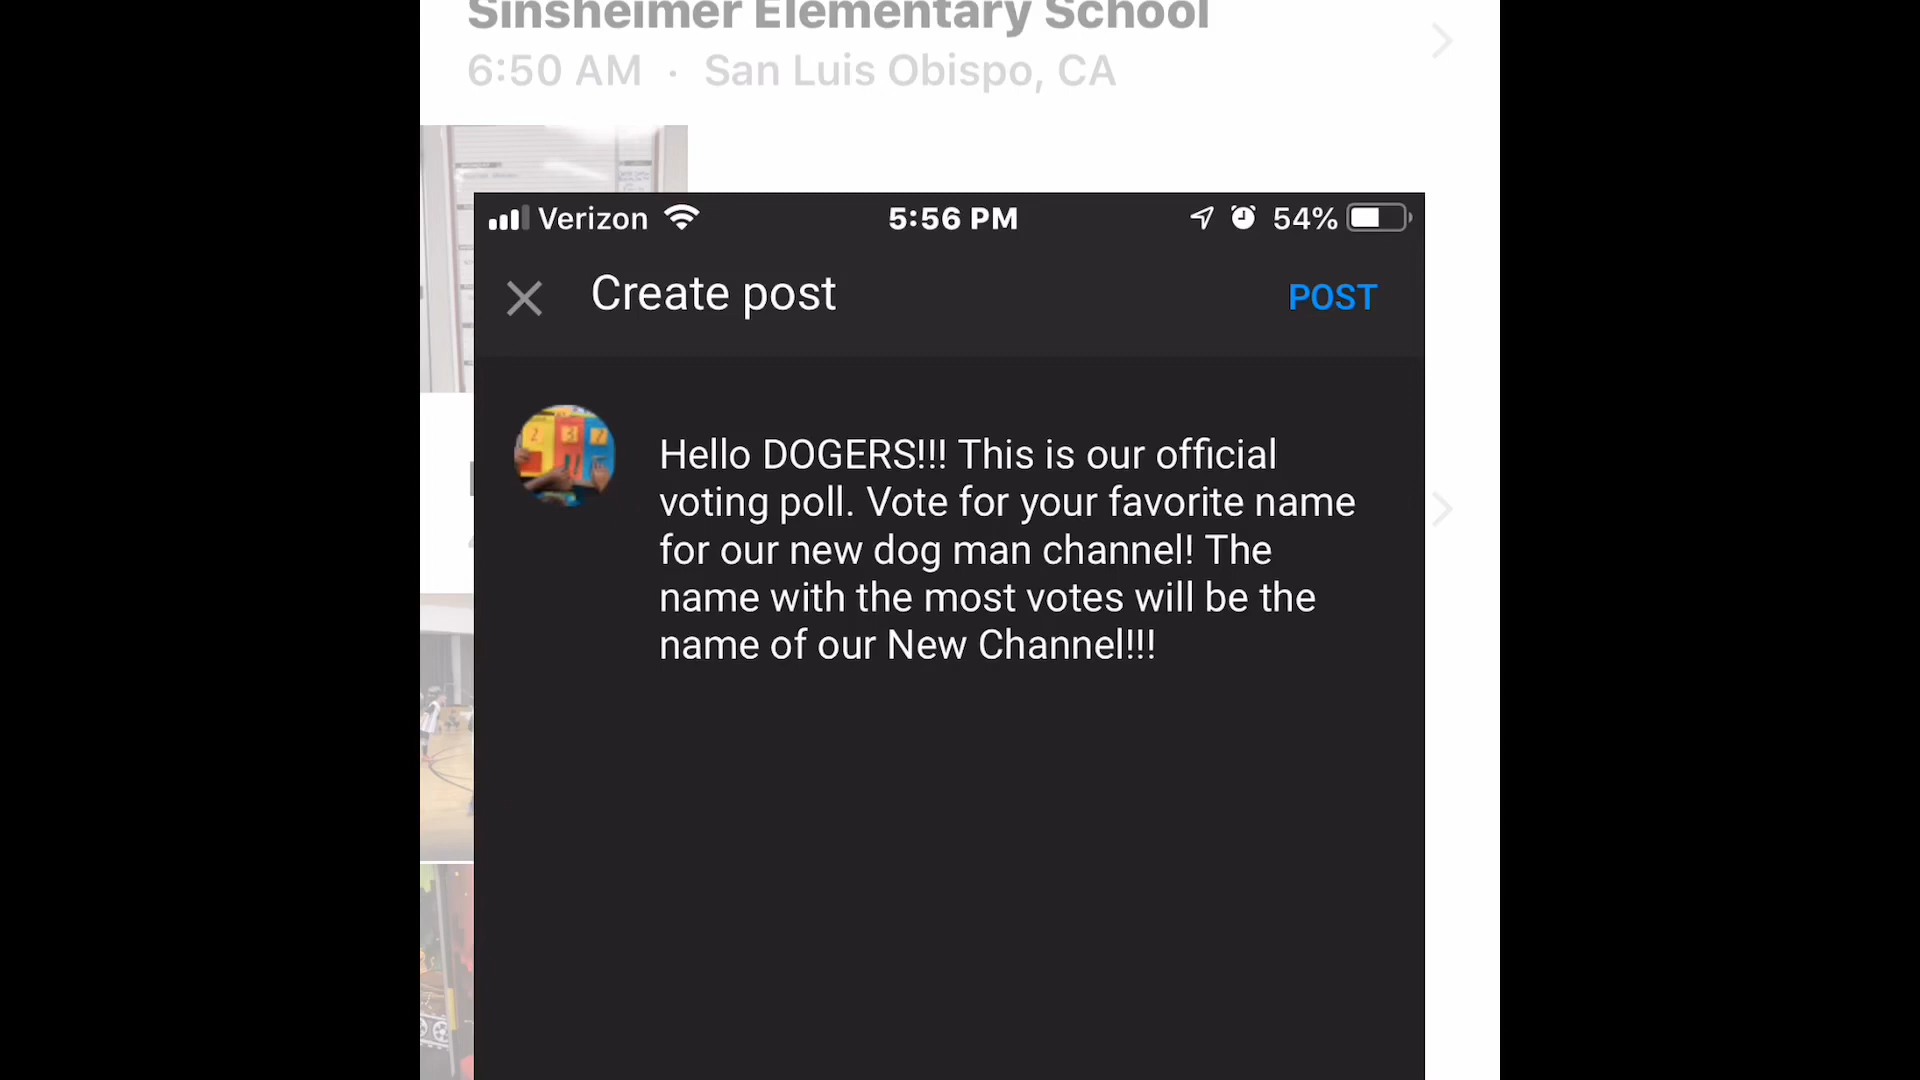 Sinsheimer Elementary School
6:50 AM · San Luis Obispo, CA
Verizon 5:56 PM 54%
Create post POST
2 3
Hello DOGERS!!! This is our official
voting poll. Vote for your favorite name
for our new dog man channel! The
name with the most votes will be the
name of our New Channel!!!